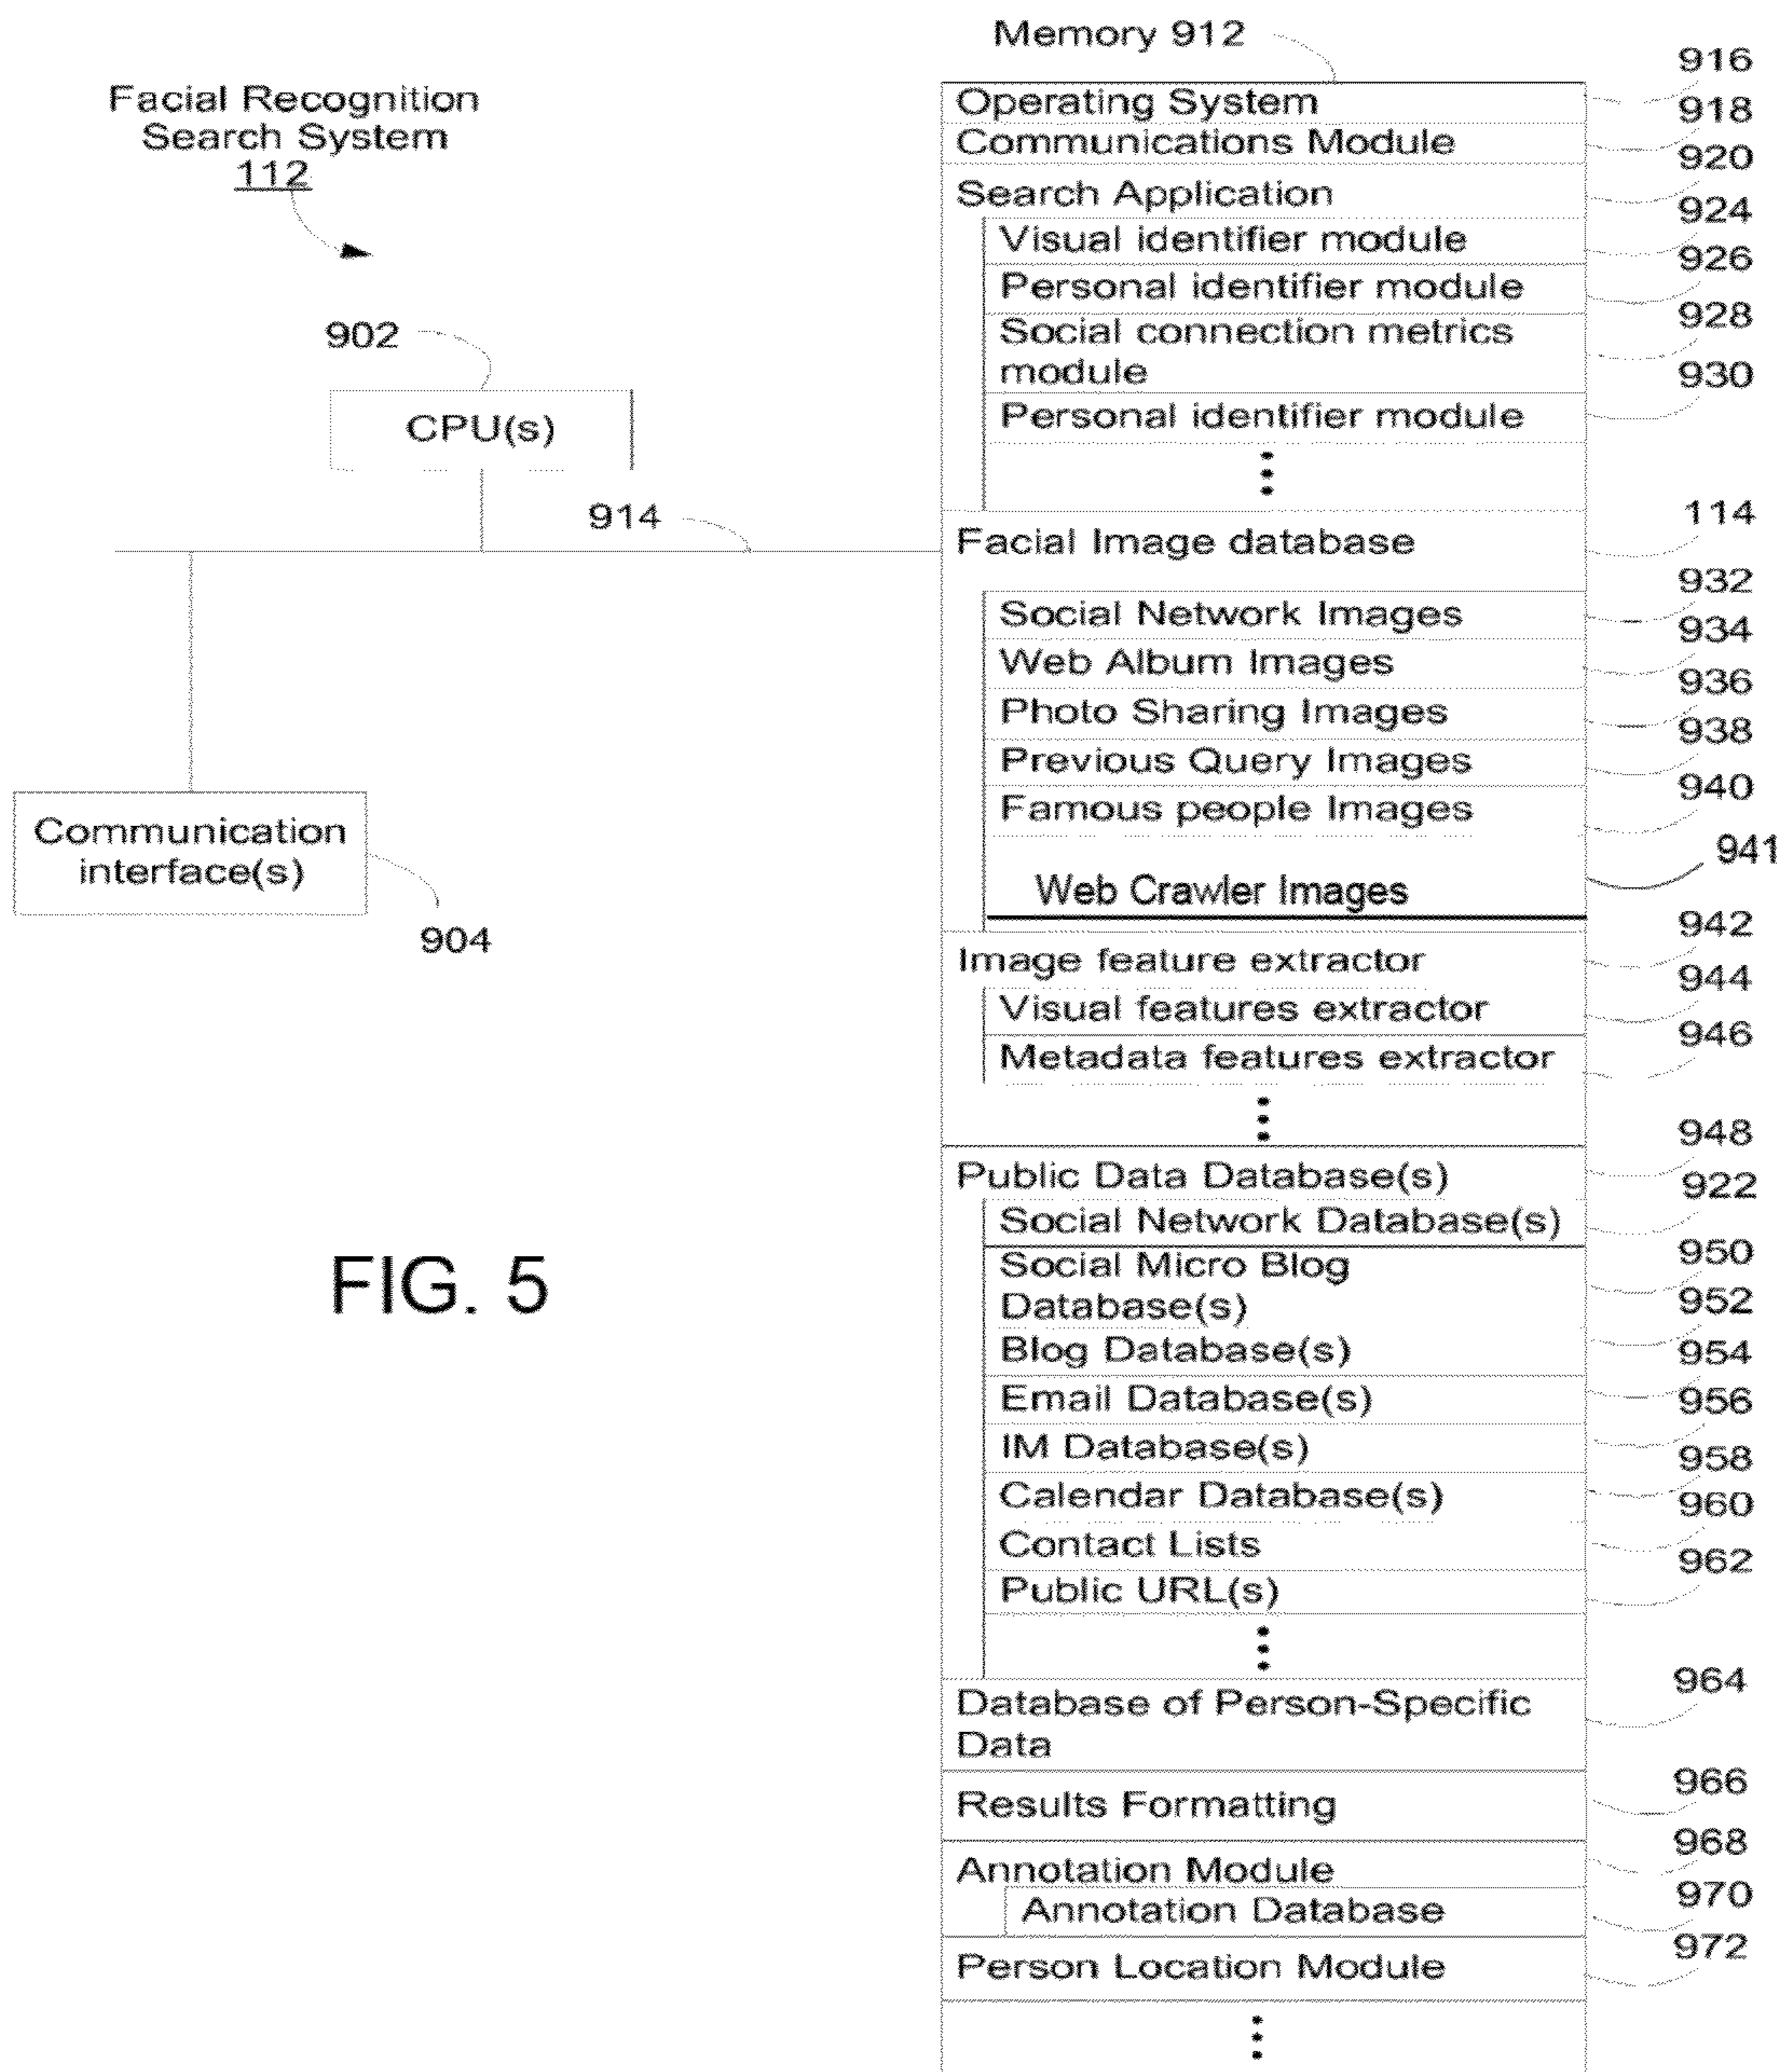 Memory 912
Facial Recognition
Search System
112
902
CPU(s)
914
Communication
interface(s)
904
FIG. 5
Operating System
916
Communications Module
918
Search Application
920
Visual identifier module
924
Personal identifier module
926
Social connection metrics
module
928
Personal identifier module
930
Facial Image database
114
Social Network Images
932
Web Album Images
934
Photo Sharing Images
936
Previous Query Images
938
Famous people Images
940
Web Crawler Images
941
Image feature extractor
942
Visual features extractor
944
Metadata features extractor
946
Public Data Database(s)
948
Social Network Database(s)
922
Social Micro Blog
Database(s)
950
Blog Database(s)
952
Email Database(s)
954
IM Database(s)
956
Calendar Database(s)
958
Contact Lists
960
Public URL(s)
962
Database of Person-Specific
Data
964
Results Formatting
966
Annotation Module
968
Annotation Database
970
Person Location Module
972